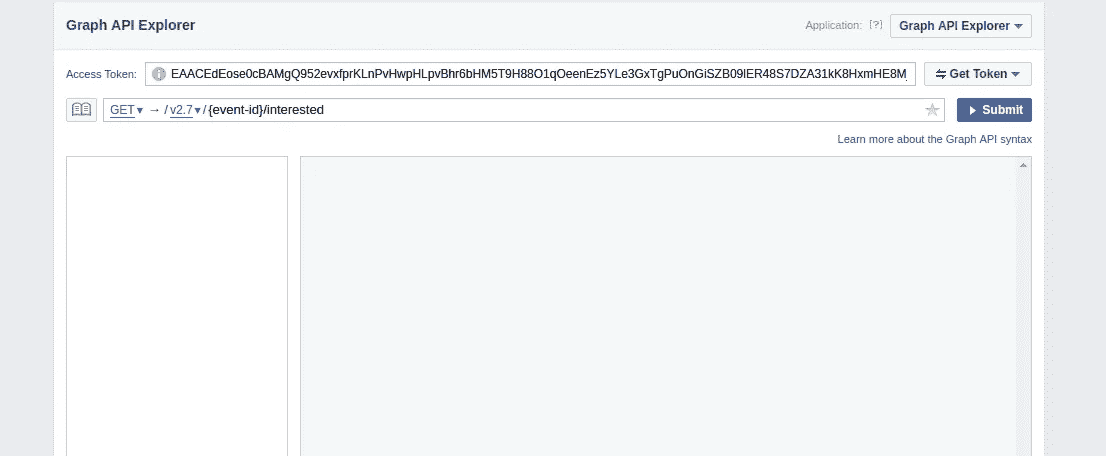 Graph API Explorer
Application: [?] Graph API Explorer
Access Token: EAACEdEose0cBAMgQ952evxfprKLnPvHwpHLpvBhr6bHM5T9H88O1qOeenEz5YLe3GxTgPuOnGiSZB09lER48S7DZA31kK8HxmHE8M Get Token
GET → / v2.7 / {event-id}/interested Submit
Learn more about the Graph API syntax